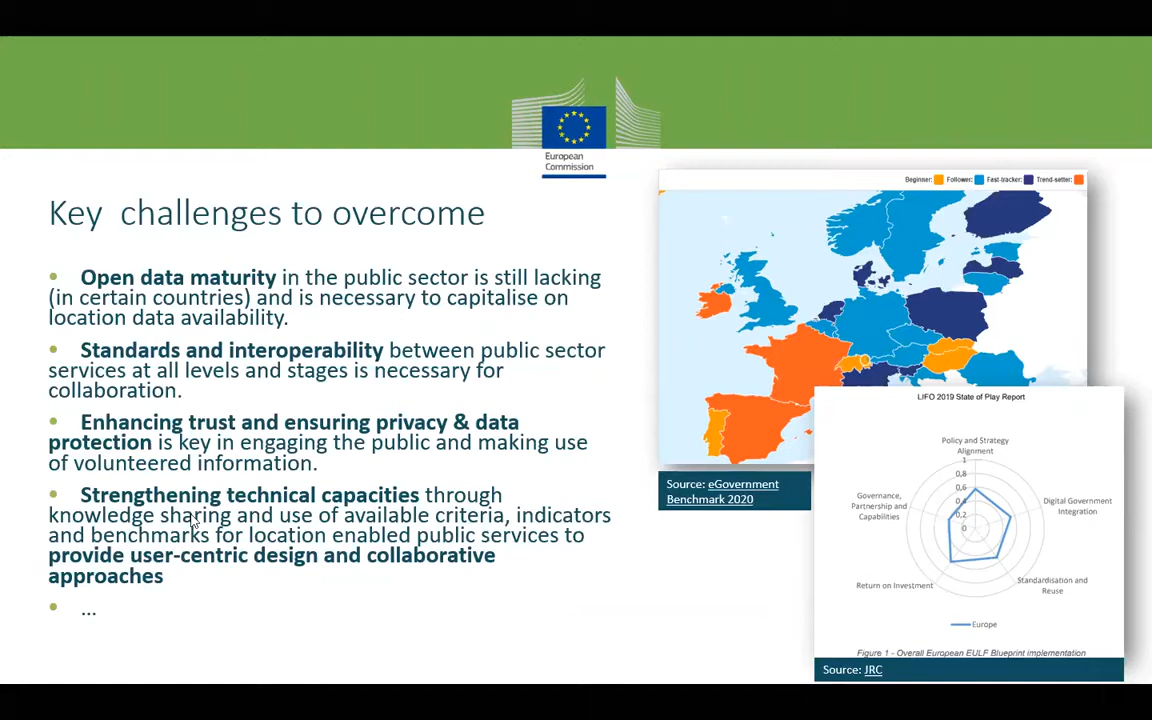 European
Commission
Key challenges to overcome
• Open data maturity in the public sector is still lacking
(in certain countries) and is necessary to capitalise on
location data availability.
• Standards and interoperability between public sector
services at all levels and stages is necessary for
collaboration.
• Enhancing trust and ensuring privacy & data
protection is key in engaging the public and making use
of volunteered information.
• Strengthening technical capacities through
knowledge sharing and use of available criteria, indicators
and benchmarks for location enabled public services to
provide user-centric design and collaborative
approaches
• ...
Beginner: Follower: Fast-tracker: Trend-setter:
Source: eGovernment
Benchmark 2020
LIFO 2019 State of Play Report
Policy and Strategy
Alignment
1
0,8
0,6
0,4
0,2
0
Digital Government
Integration
Standardisation and
Reuse
Return on Investment
Governance,
Partnership and
Capabilities
Europe
Figure 1 - Overall European EULF Blueprint implementation
Source: JRC